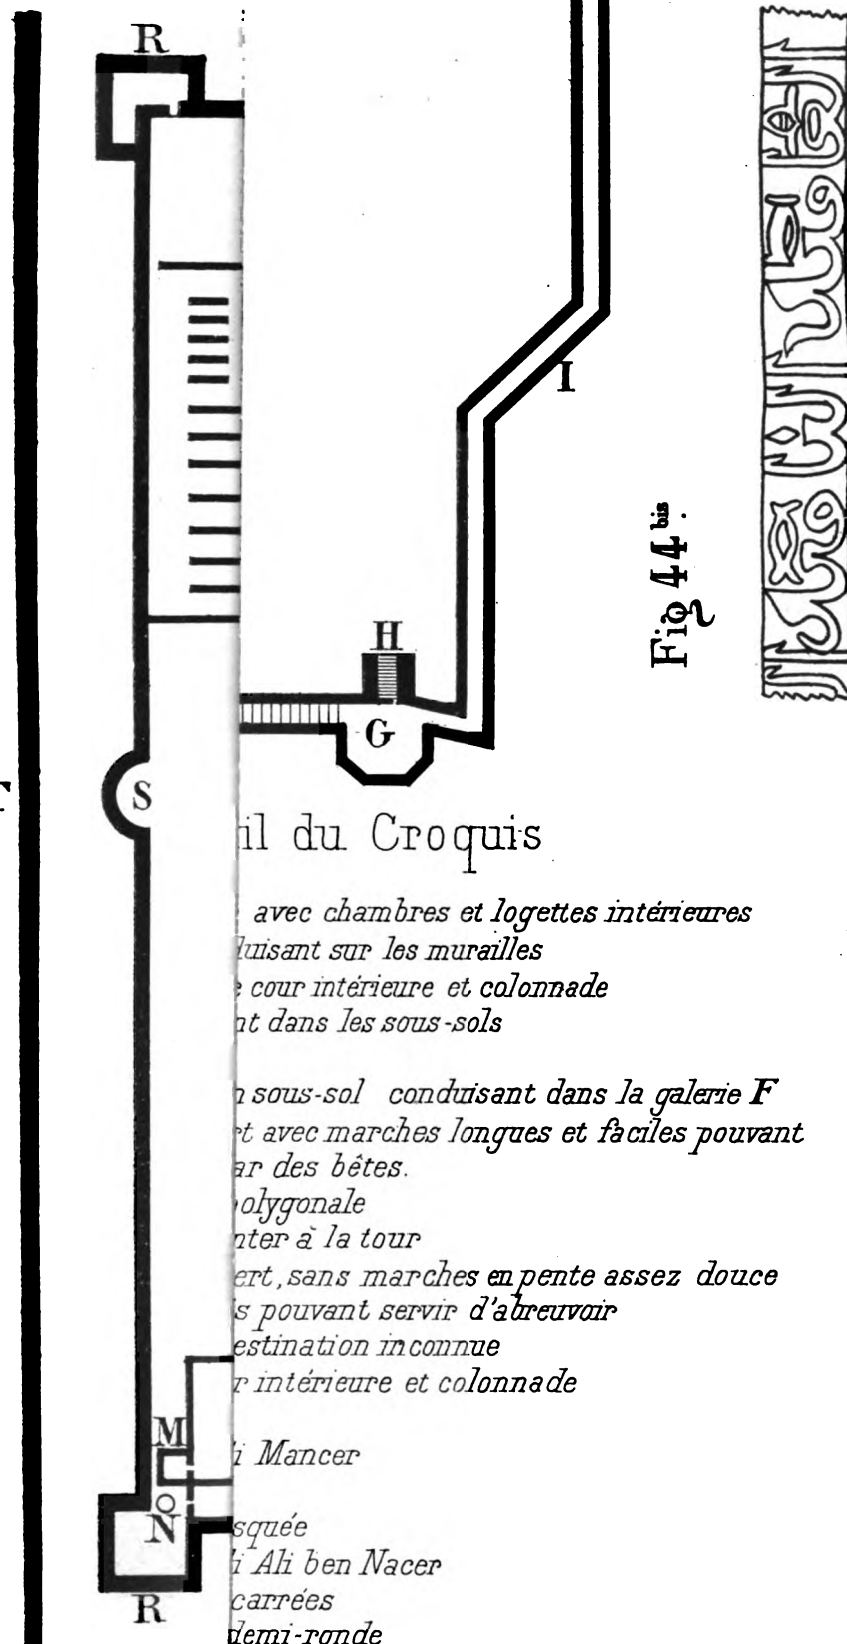 R
I
Fig 44 bis.
H
G
S
il du Croquis
avec chambres et logettes intérieures
duisant sur les murailles
cour intérieure et colonnade
nt dans les sous-sols
n sous-sol conduisant dans la galerie F
rt avec marches longues et faciles pouvant
ar des bêtes.
olygonale
nter à la tour
ert, sans marches en pente assez douce
s pouvant servir d'abreuvoir
estination inconnue
r intérieure et colonnade
M
i Mancer
N
squée
i Ali ben Nacer
carrées
R
demi-ronde